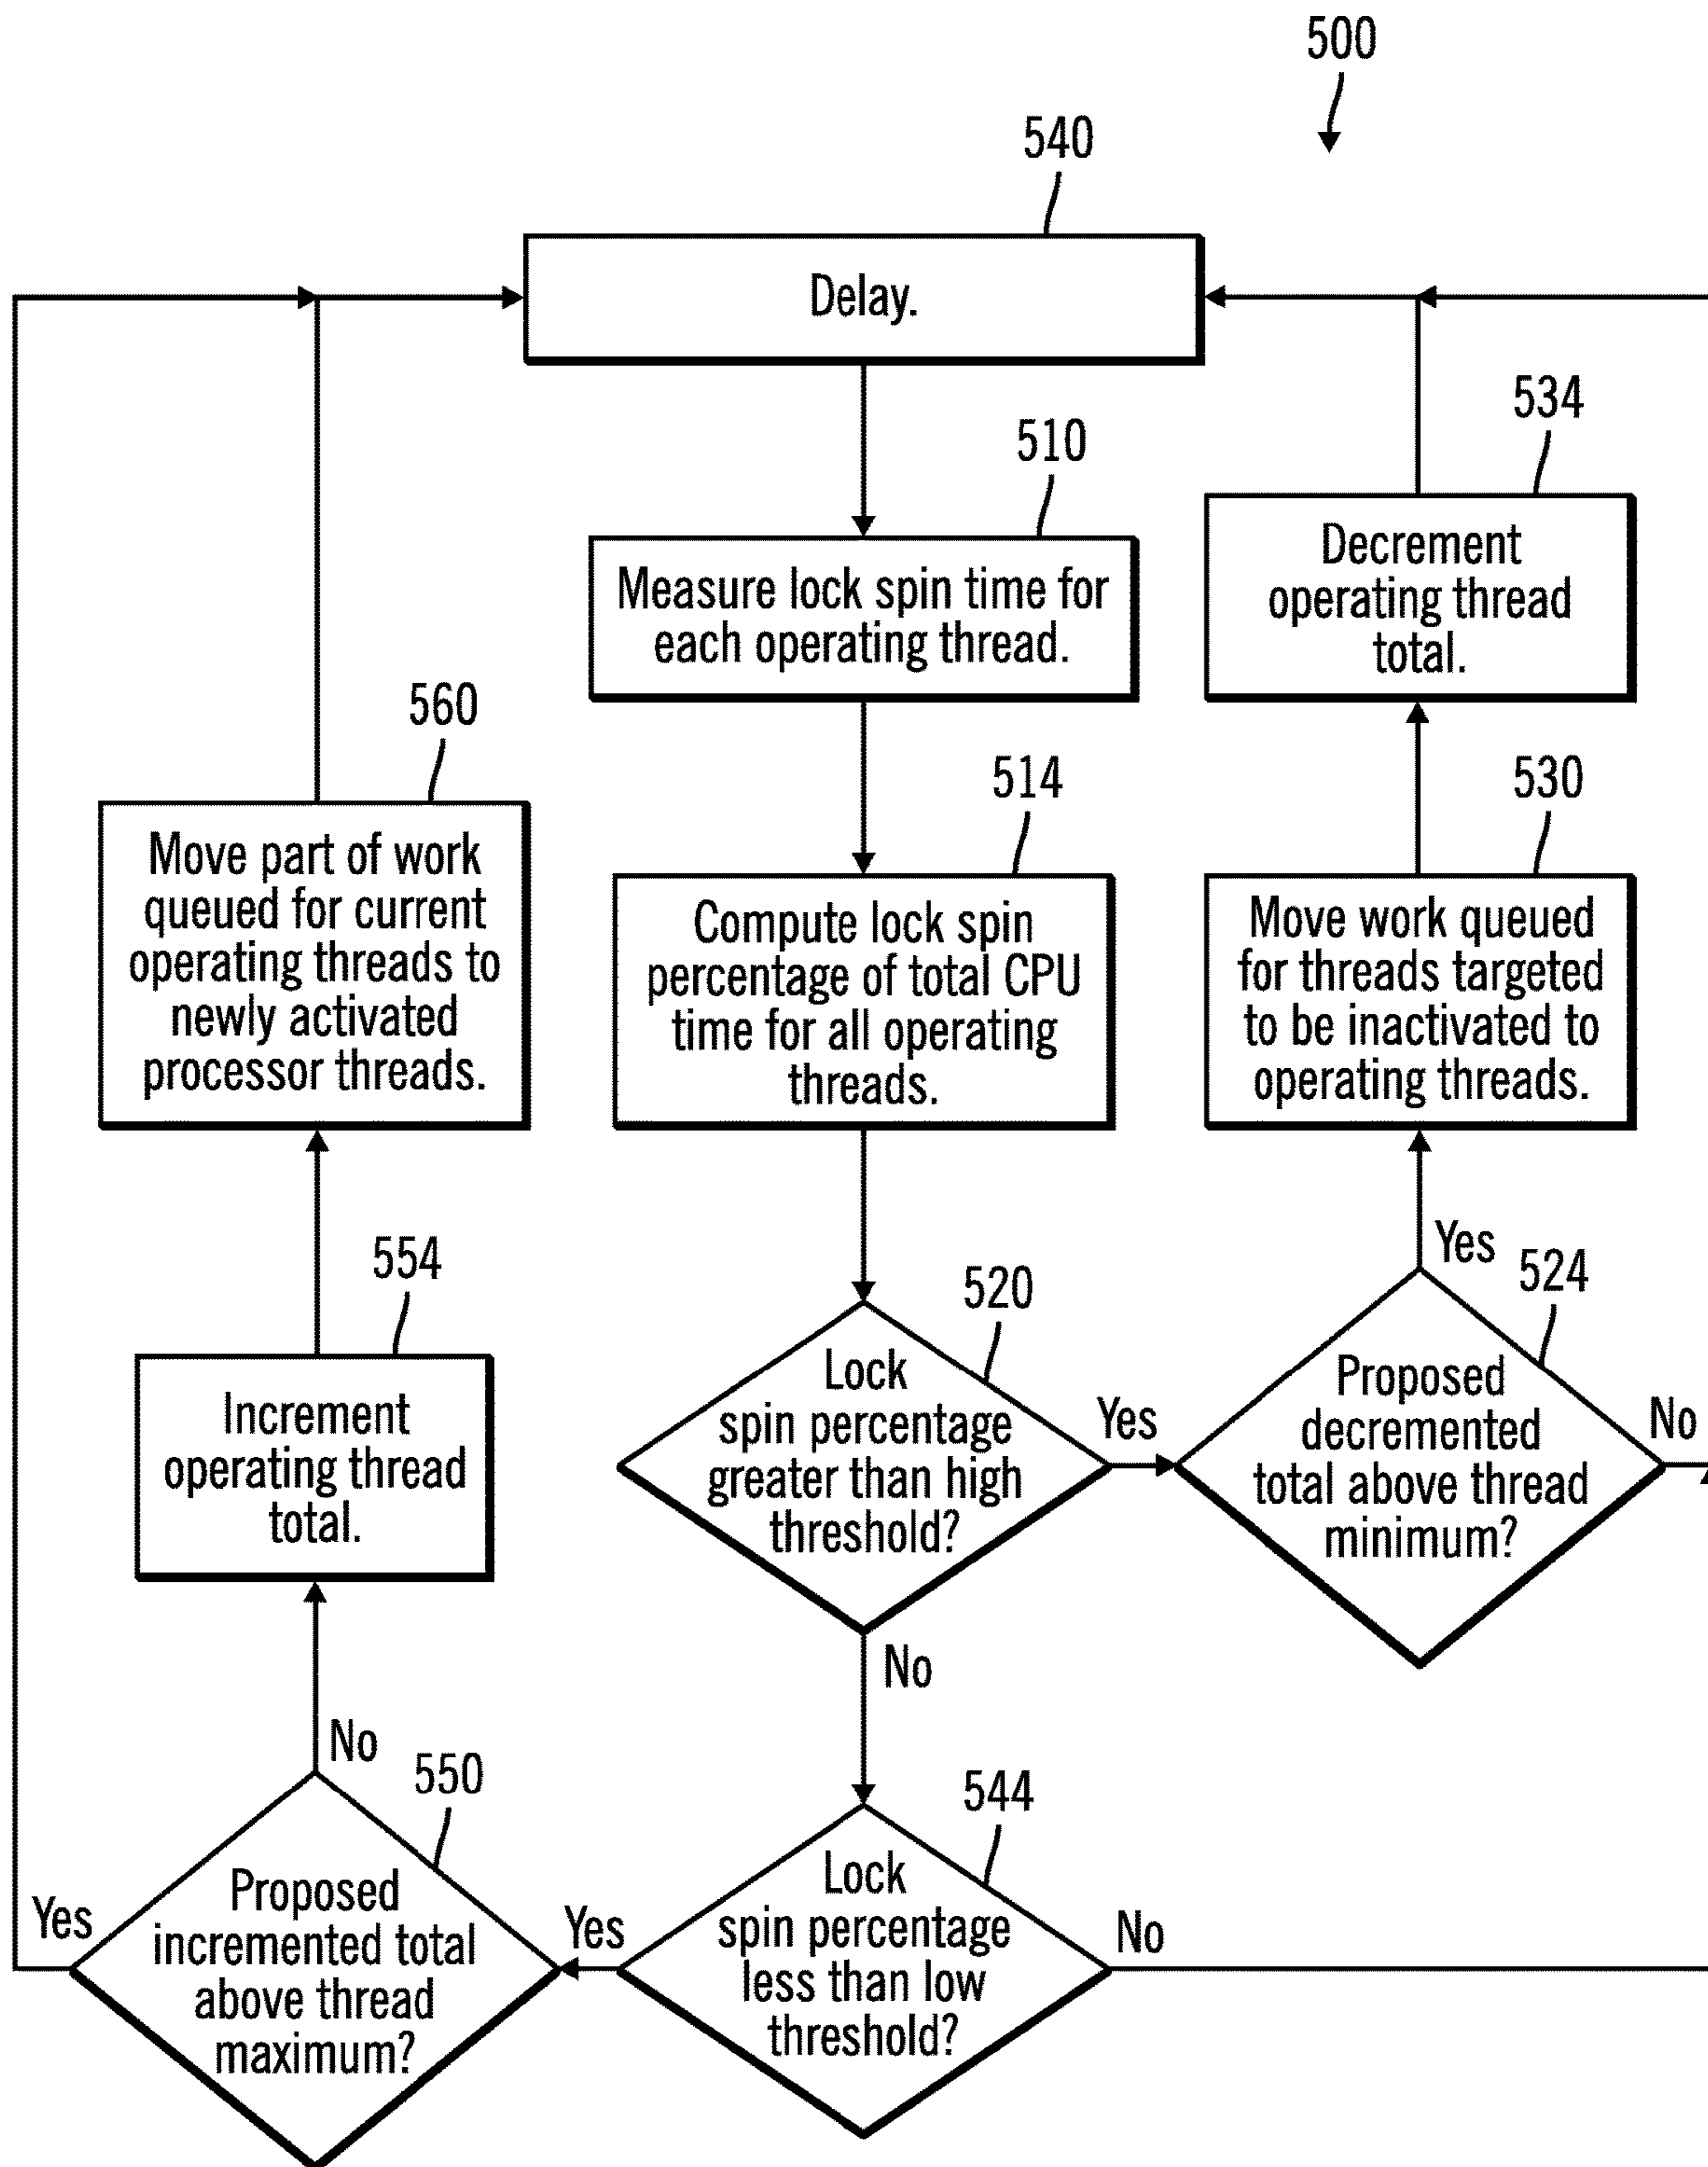 500
540
Delay.
510
Measure lock spin time for
each operating thread.
534
Decrement
operating thread
total.
560
Move part of work
queued for current
operating threads to
newly activated
processor threads.
514
Compute lock spin
percentage of total CPU
time for all operating
threads.
530
Move work queued
for threads targeted
to be inactivated to
operating threads.
554
Increment
operating thread
total.
520
Lock
spin percentage
greater than high
threshold?
Yes
No
Yes
524
Proposed
decremented
total above thread
minimum?
No
No
550
Proposed
incremented total
above thread
maximum?
Yes
544
Lock
spin percentage
less than low
threshold?
Yes
No